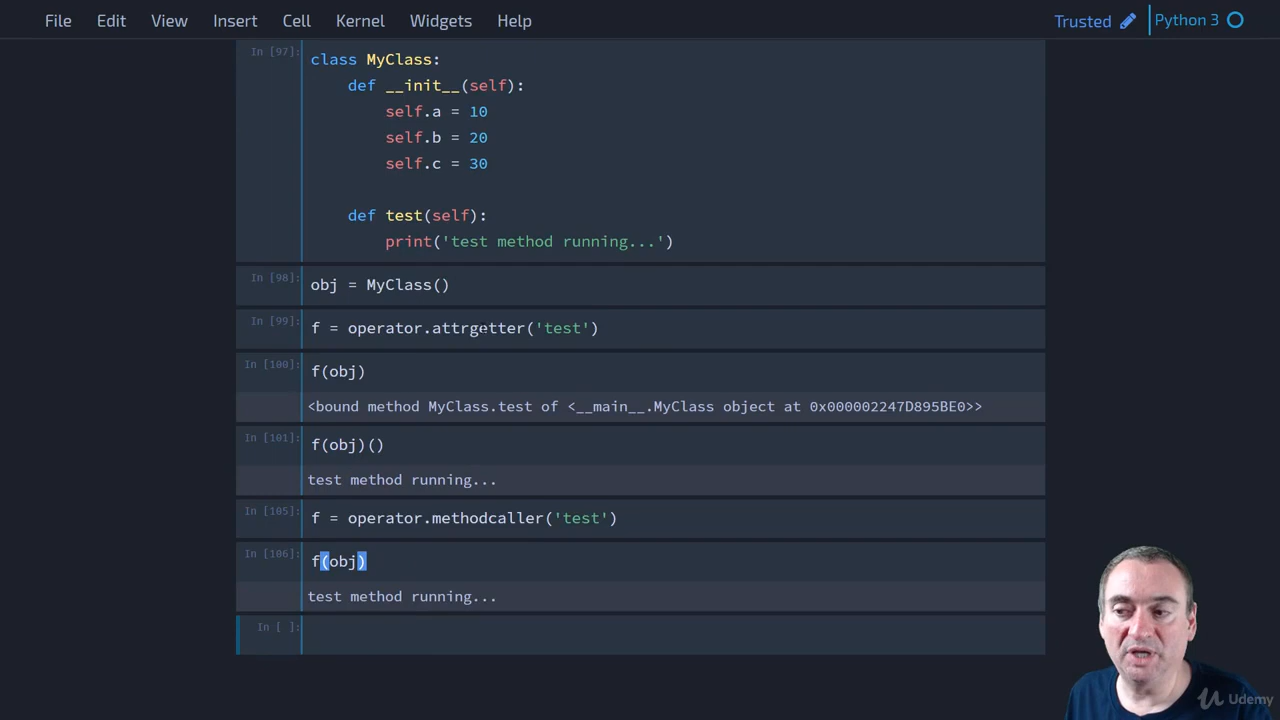 File Edit View Insert Cell Kernel Widgets Help Trusted Python 3
In [97]:
class MyClass:
    def __init__(self):
        self.a = 10
        self.b = 20
        self.c = 30
    def test(self):
        print('test method running...')
In [98]:
obj = MyClass()
In [99]:
f = operator.attrgetter('test')
In [100]:
f(obj)
<bound method MyClass.test of <__main__.MyClass object at 0x000002247D895BE0>>
In [101]:
f(obj)()
test method running...
In [105]:
f = operator.methodcaller('test')
In [106]:
f(obj)
test method running...
In [ ]:
Udemy